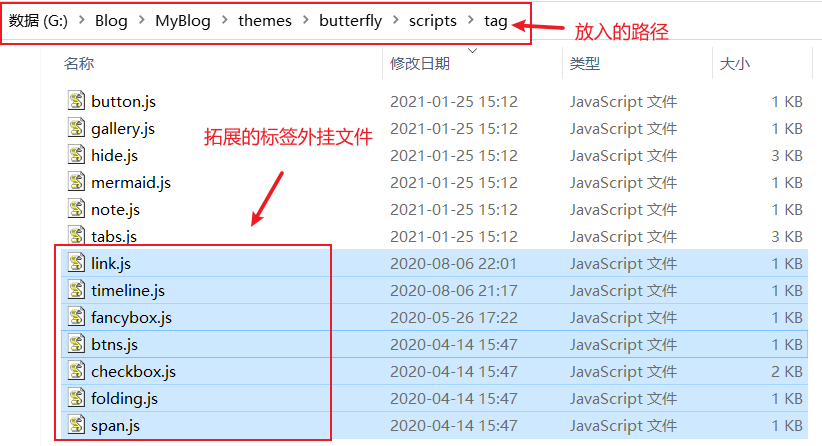 数据 (G:) > Blog > MyBlog > themes > butterfly > scripts > tag
放入的路径
名称 修改日期 类型 大小
button.js 2021-01-25 15:12 JavaScript 文件 1 KB
gallery.js 2021-01-25 15:12 JavaScript 文件 1 KB
hide.js 2021-01-25 15:12 JavaScript 文件 3 KB
拓展的标签外挂文件
mermaid.js 2021-01-25 15:12 JavaScript 文件 1 KB
note.js 2021-01-25 15:12 JavaScript 文件 1 KB
tabs.js 2021-01-25 15:12 JavaScript 文件 3 KB
link.js 2020-08-06 22:01 JavaScript 文件 1 KB
timeline.js 2020-08-06 21:17 JavaScript 文件 1 KB
fancybox.js 2020-05-26 17:22 JavaScript 文件 1 KB
btns.js 2020-04-14 15:47 JavaScript 文件 1 KB
checkbox.js 2020-04-14 15:47 JavaScript 文件 2 KB
folding.js 2020-04-14 15:47 JavaScript 文件 1 KB
span.js 2020-04-14 15:47 JavaScript 文件 1 KB